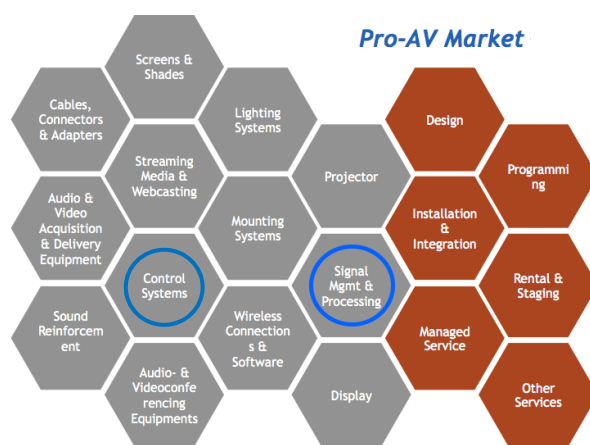 Pro-AV Market
Screens &
Shades
Cables,
Connectors
& Adapters
Lighting
Systems
Design
Streaming
Media &
Webcasting
Projector
Programmi
ng
Audio &
Video
Acquisition
& Delivery
Equipment
Mounting
Systems
Installation
&
Integration
Control
Systems
Signal
Mgmt &
Processing
Rental &
Staging
Sound
Reinforcem
ent
Wireless
Connection
s &
Software
Managed
Service
Audio- &
Videoconfe
rencing
Equipments
Display
Other
Services